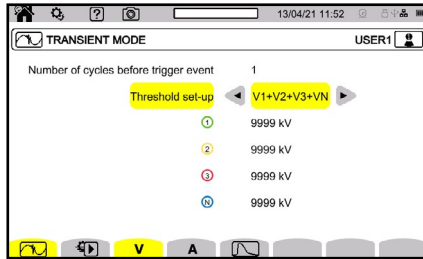 13/04/21 11:52
TRANSIENT MODE
USER1
Number of cycles before trigger event 1
Threshold set-up V1+V2+V3+VN
1 9999 kV
2 9999 kV
3 9999 kV
N 9999 kV
V A